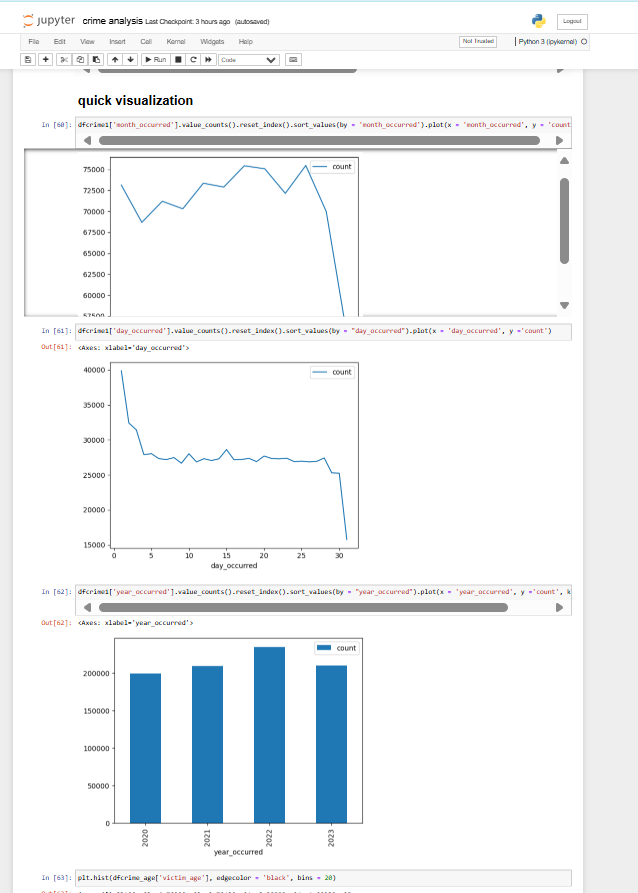 jupyter crime analysis Last Checkpoint: 3 hours ago (autosaved)
Logout
File Edit View Insert Cell Kernel Widgets Help
Not Trusted Python 3 (ipykernel)
Run Code
quick visualization
In [60]: dfcrime1['month_occurred'].value_counts().reset_index().sort_values(by = 'month_occurred').plot(x = 'month_occurred', y = 'count
count
75000
72500
70000
67500
65000
62500
60000
57500
In [61]: dfcrime1['day_occurred'].value_counts().reset_index().sort_values(by = "day_occurred").plot(x = 'day_occurred', y ='count')
Out[61]: <Axes: xlabel='day_occurred'>
count
40000
35000
30000
25000
20000
15000
0 5 10 15 20 25 30
day_occurred
In [62]: dfcrime1['year_occurred'].value_counts().reset_index().sort_values(by = "year_occurred").plot(x = 'year_occurred', y ='count', k
Out[62]: <Axes: xlabel='year_occurred'>
count
200000
150000
100000
50000
0
2020 2021 2022 2023
year_occurred
In [63]: plt.hist(dfcrime_age['victim_age'], edgecolor = 'black', bins = 20)